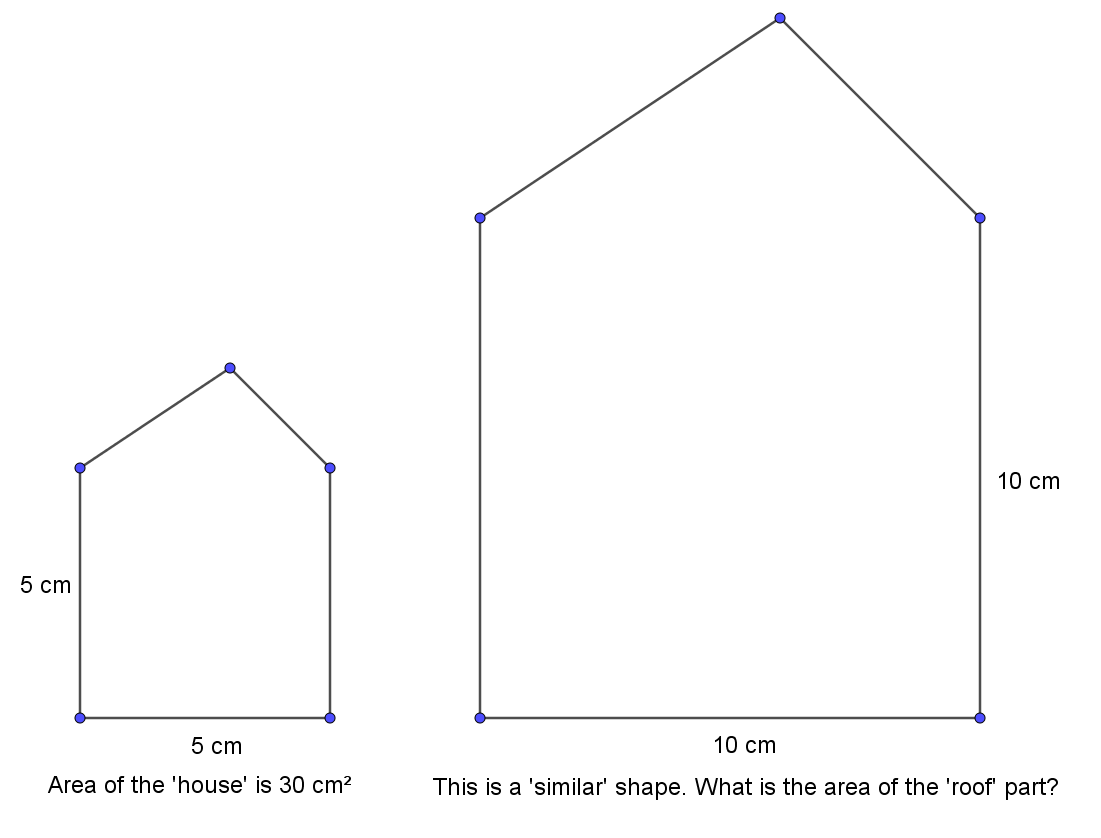 5 cm
5 cm
Area of the 'house' is 30 cm²
10 cm
10 cm
This is a 'similar' shape. What is the area of the 'roof' part?